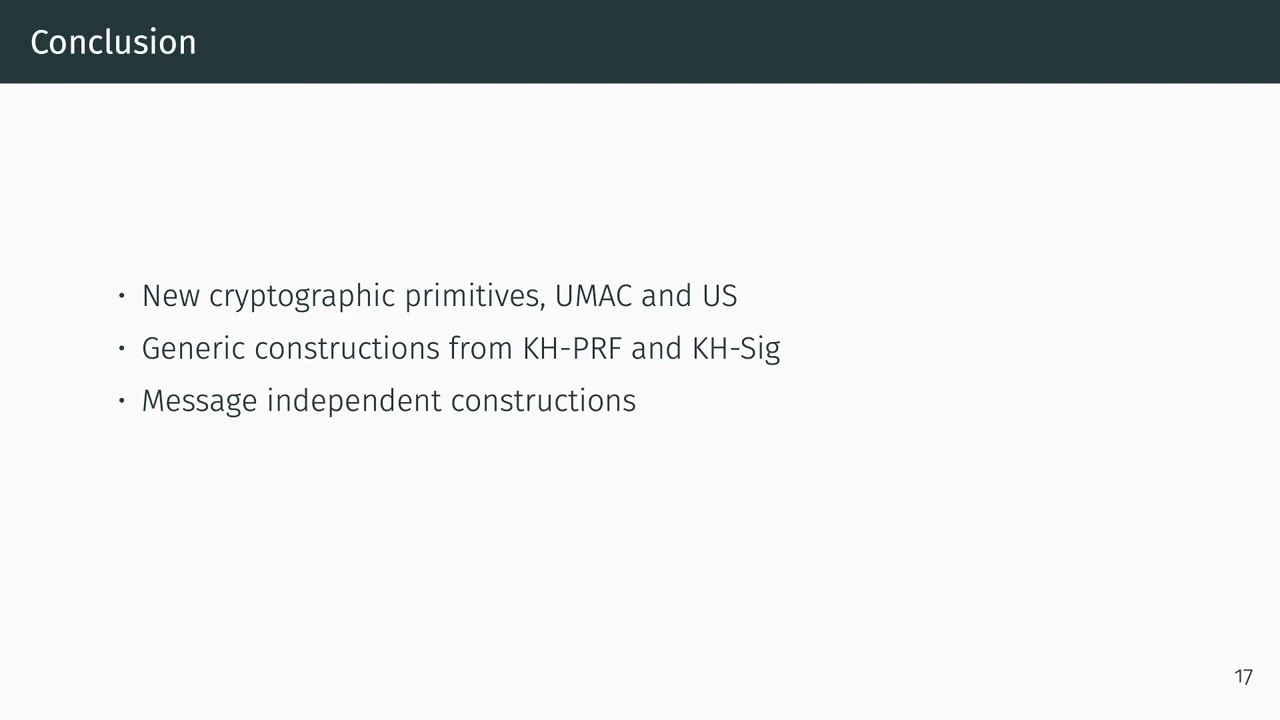 Conclusion
• New cryptographic primitives, UMAC and US
• Generic constructions from KH-PRF and KH-Sig
• Message independent constructions
17